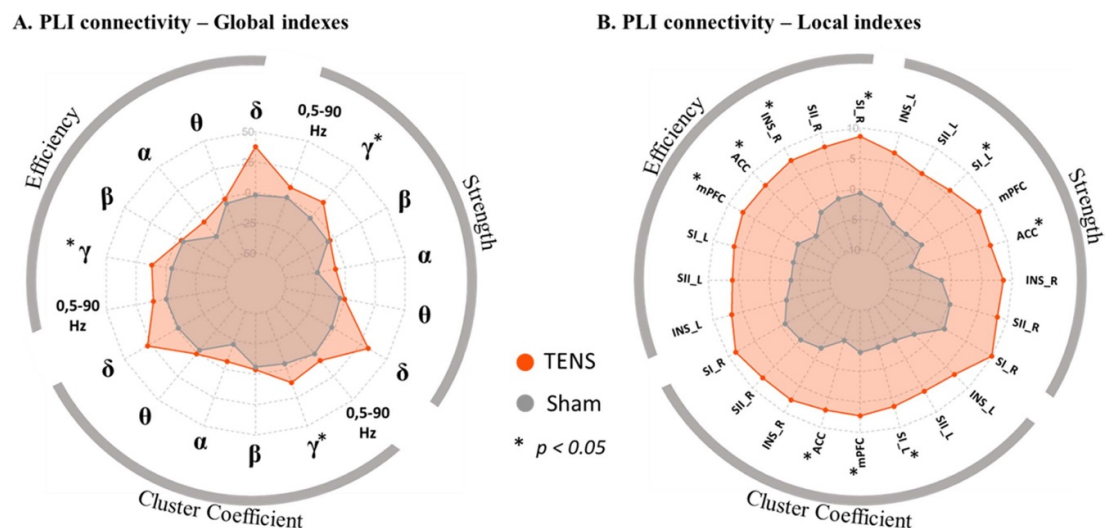 A. PLI connectivity – Global indexes
Efficiency
Strength
Cluster Coefficient
δ
0,5-90
Hz
γ*
β
α
θ
δ
0,5-90
Hz
γ*
β
α
θ
δ
0,5-90
Hz
* γ
β
α
θ
50
25
0
-25
-50
TENS
Sham
* p < 0.05
B. PLI connectivity – Local indexes
Efficiency
Strength
Cluster Coefficient
SI_R*
INS_L
SII_L
SI_L*
mPFC
ACC*
INS_R
SII_R
SI_R
INS_L
SII_L
SI_L*
*mPFC
*ACC
INS_R
SII_R
SI_R
INS_L
SII_L
SI_L
*mPFC
ACC*
INS_R*
SII_R
10
5
0
-5